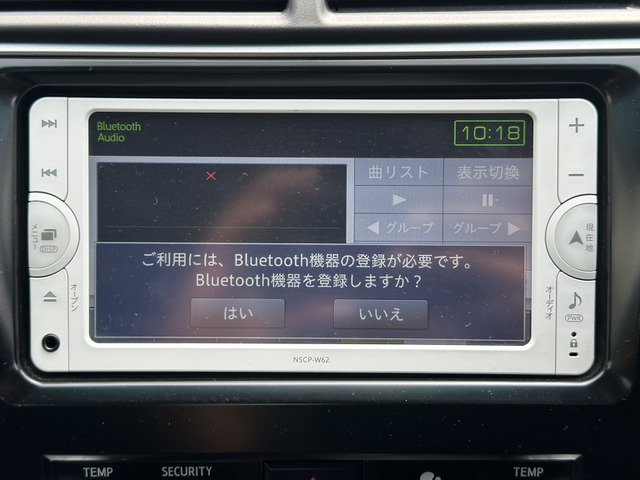 Bluetooth
Audio
10:18
曲リスト
表示切換
グループ
グループ
ご利用には、Bluetooth機器の登録が必要です。
Bluetooth機器を登録しますか？
はい
いいえ
メニュー
オープン
現在地
オーディオ
PWR
NSCP-W62
TEMP
SECURITY
TEMP